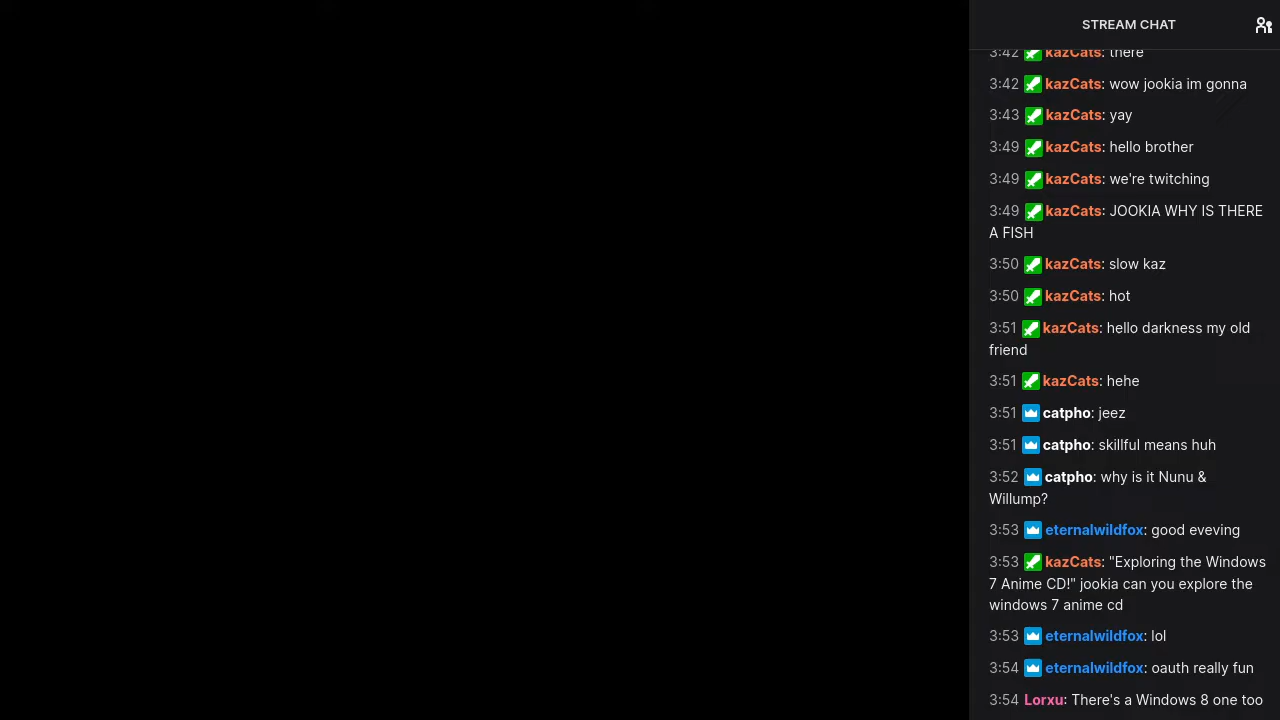 STREAM CHAT
3:42 kazCats: there
3:42 kazCats: wow jookia im gonna
3:43 kazCats: yay
3:49 kazCats: hello brother
3:49 kazCats: we're twitching
3:49 kazCats: JOOKIA WHY IS THERE
A FISH
3:50 kazCats: slow kaz
3:50 kazCats: hot
3:51 kazCats: hello darkness my old
friend
3:51 kazCats: hehe
3:51 catpho: jeez
3:51 catpho: skillful means huh
3:52 catpho: why is it Nunu &
Willump?
3:53 eternalwildfox: good eveving
3:53 kazCats: "Exploring the Windows
7 Anime CD!" jookia can you explore the
windows 7 anime cd
3:53 eternalwildfox: lol
3:54 eternalwildfox: oauth really fun
3:54 Lorxu: There's a Windows 8 one too